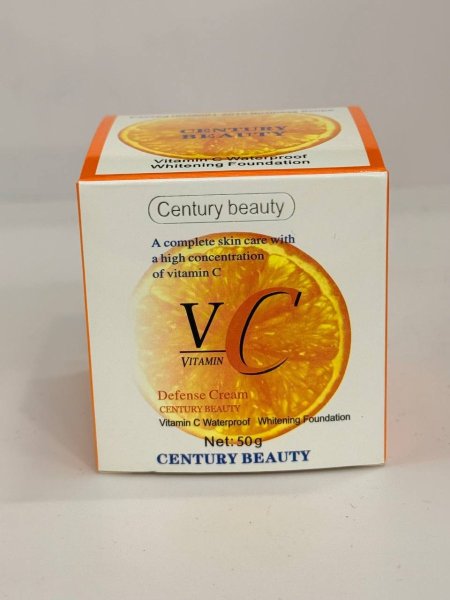 CENTURY
BEAUTY
Vitamin C Waterproof
Whitening Foundation
Century beauty
A complete skin care with
a high concentration
of vitamin C
VC
VITAMIN
Defense Cream
CENTURY BEAUTY
Vitamin C Waterproof Whitening Foundation
Net: 50g
CENTURY BEAUTY